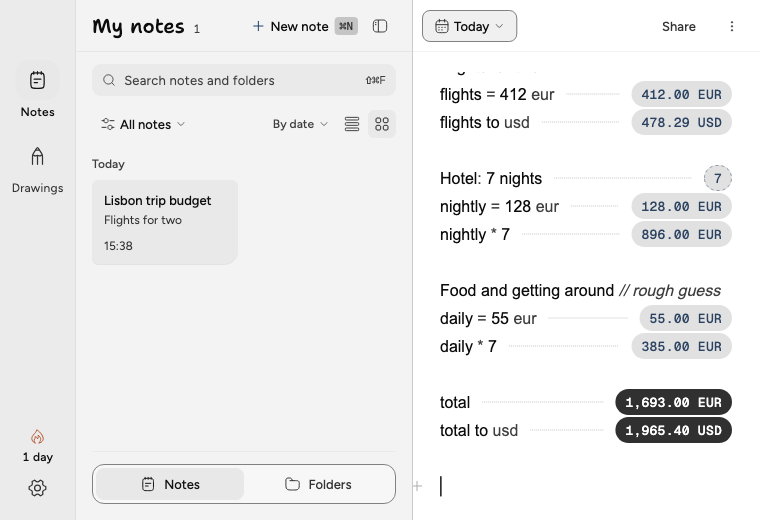 Notes
Drawings
1 day
My notes 1
+ New note ⌘N
Search notes and folders ⇧⌘F
All notes
By date
Today
Lisbon trip budget
Flights for two
15:38
Notes
Folders
Today
Share
flights = 412 eur 412.00 EUR
flights to usd 478.29 USD
Hotel: 7 nights 7
nightly = 128 eur 128.00 EUR
nightly * 7 896.00 EUR
Food and getting around // rough guess
daily = 55 eur 55.00 EUR
daily * 7 385.00 EUR
total 1,693.00 EUR
total to usd 1,965.40 USD